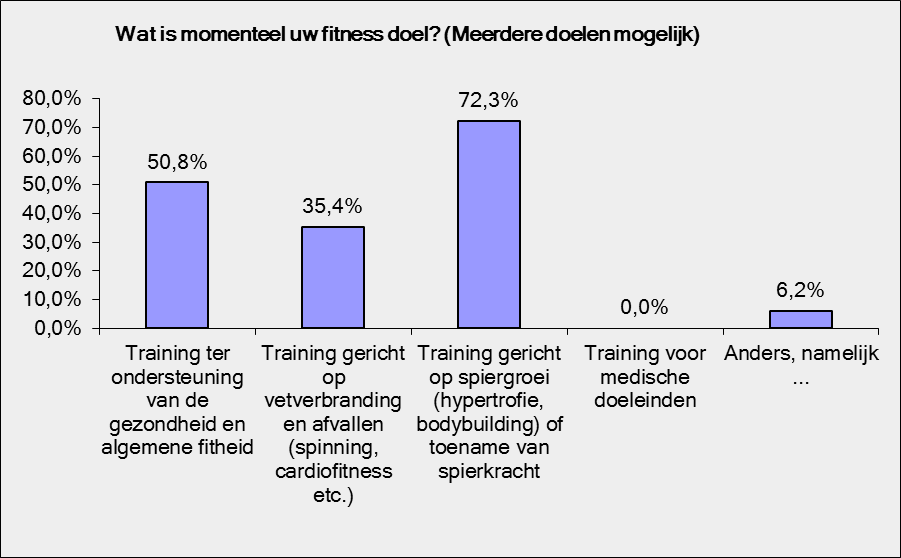 Wat is momenteel uw fitness doel? (Meerdere doelen mogelijk)
80,0%
70,0%
60,0%
50,0%
40,0%
30,0%
20,0%
10,0%
0,0%
50,8%
35,4%
72,3%
0,0%
6,2%
Training ter
ondersteuning
van de
gezondheid en
algemene fitheid
Training gericht
op
vetverbranding
en afvallen
(spinning,
cardiofitness
etc.)
Training gericht
op spiergroei
(hypertrofie,
bodybuilding) of
toename van
spierkracht
Training voor
medische
doeleinden
Anders, namelijk
...